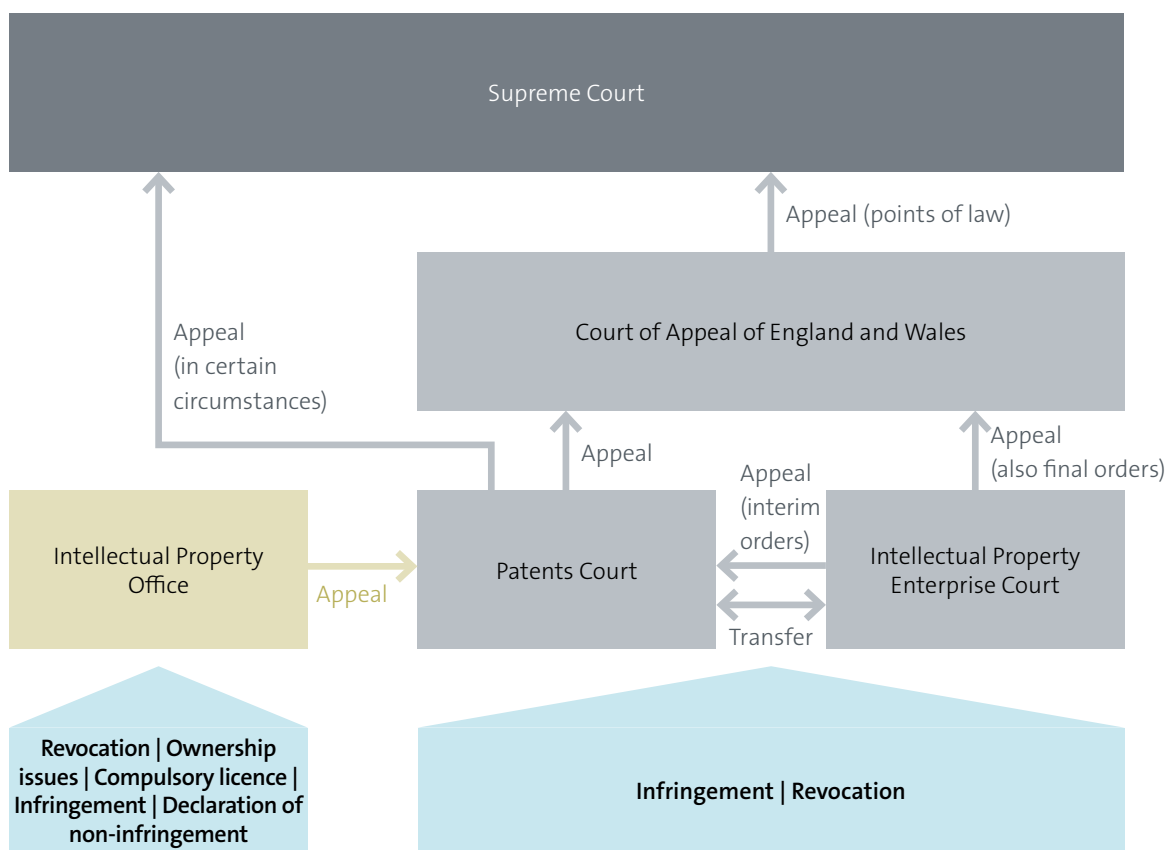 Supreme Court
Appeal (points of law)
Appeal
(in certain
circumstances)
Court of Appeal of England and Wales
Appeal
Appeal
(also final orders)
Appeal
(interim
orders)
Intellectual Property
Office
Appeal
Patents Court
Intellectual Property
Enterprise Court
Transfer
Revocation | Ownership
issues | Compulsory licence |
Infringement | Declaration of
non-infringement
Infringement | Revocation